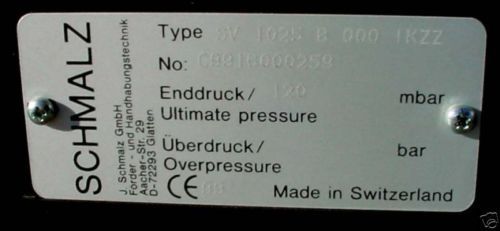 SCHMALZ
J. Schmalz GmbH
Förder - und Handhabungstechnik
Aacher-Str. 29
D-72293 Glatten
Type SV 1025 B 000 1KZZ
No: C9916000259
Enddruck/ 120 mbar
Ultimate pressure
Überdruck/ bar
Overpressure
CE Made in Switzerland